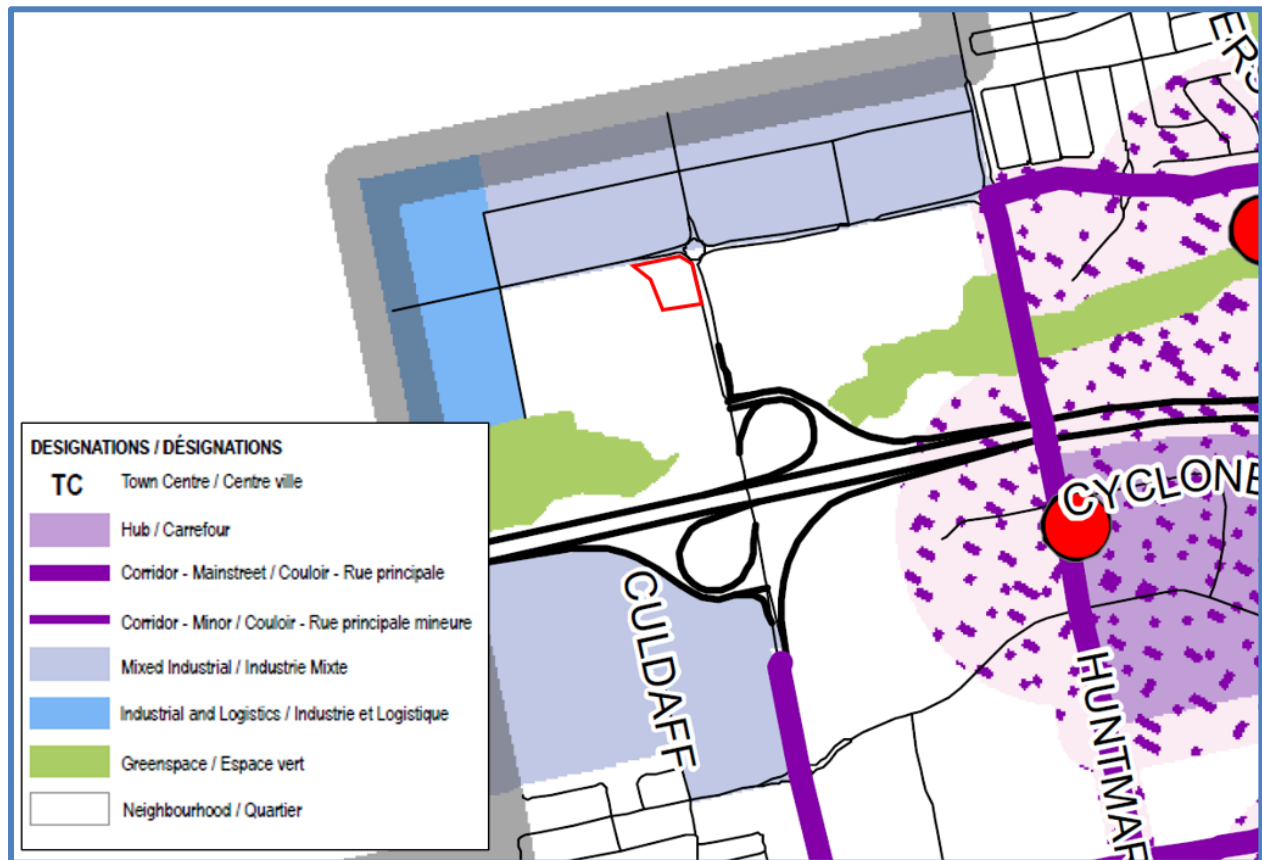 ERS
CYCLONE
CULDAFF
HUNTMAR
DESIGNATIONS / DÉSIGNATIONS
TC Town Centre / Centre ville
Hub / Carrefour
Corridor - Mainstreet / Couloir - Rue principale
Corridor - Minor / Couloir - Rue principale mineure
Mixed Industrial / Industrie Mixte
Industrial and Logistics / Industrie et Logistique
Greenspace / Espace vert
Neighbourhood / Quartier